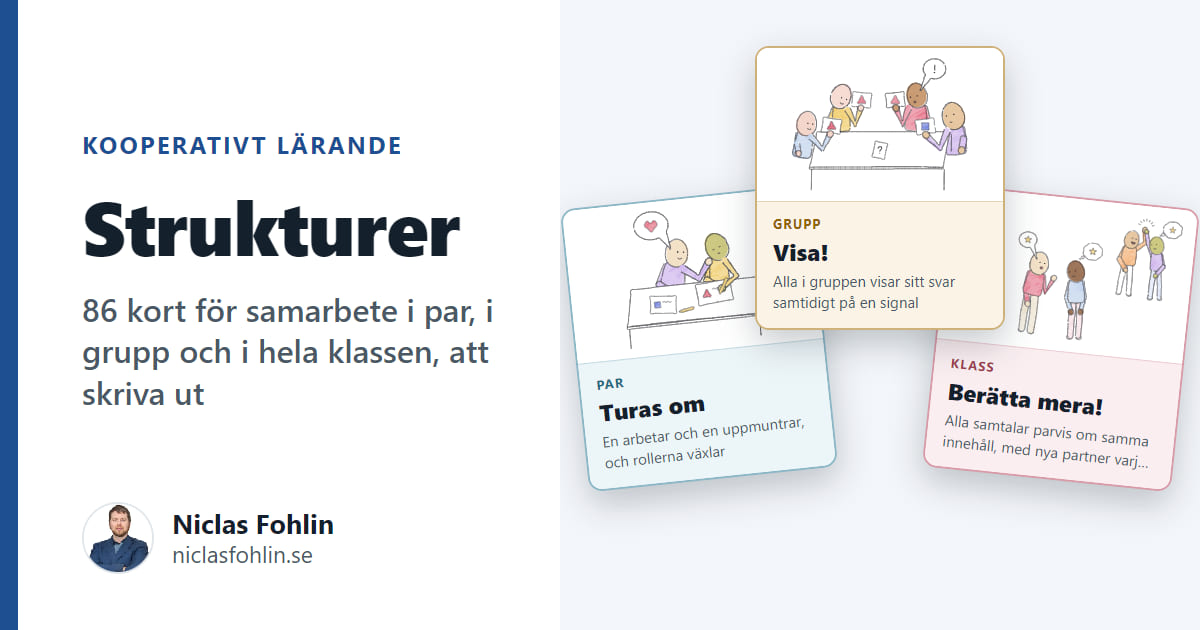 KOOPERATIVT LÄRANDE
Strukturer
86 kort för samarbete i par, i
grupp och i hela klassen, att
skriva ut
Niclas Fohlin
niclasfohlin.se
!
?
GRUPP
Visa!
Alla i gruppen visar sitt svar
samtidigt på en signal
PAR
Turas om
En arbetar och en uppmuntrar,
och rollerna växlar
KLASS
Berätta mera!
Alla samtalar parvis om samma
innehåll, med nya partner varj...